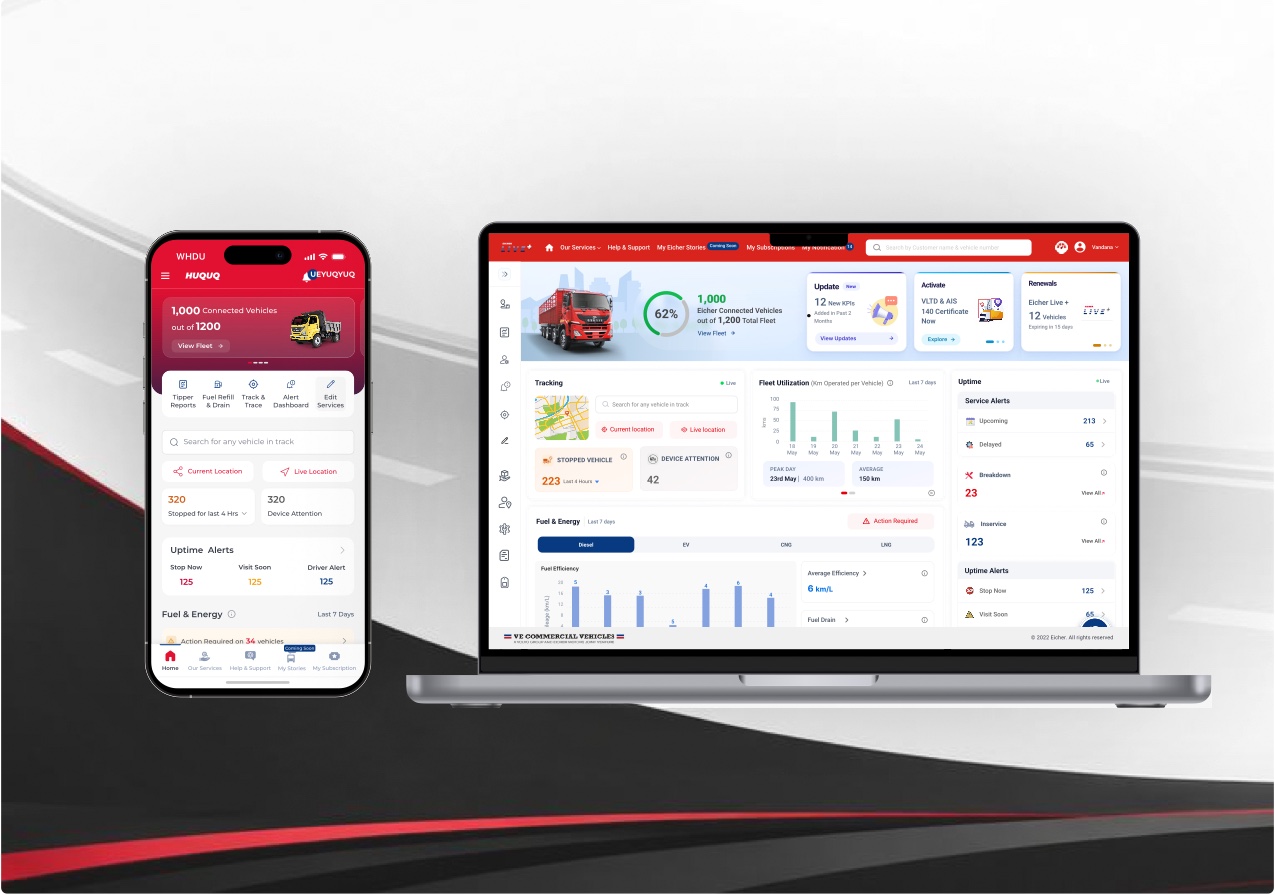 WHDU
HUQUQ
UEYUQYUQ
1,000 Connected Vehicles
out of 1200
View Fleet →
Tipper Reports
Fuel Refill & Drain
Track & Trace
Alert Dashboard
Edit Services
Search for any vehicle in track
Current Location
Live Location
320
Stopped for last 4 Hrs
320
Device Attention
Uptime Alerts
Stop Now
Visit Soon
Driver Alert
125
125
125
Fuel & Energy
Last 7 Days
Action Required on 34 vehicles
Coming Soon
Home
Our Services
Help & Support
My Stories
My Subscription
LIVE+
Our Services
Help & Support
My Eicher Stories
Coming Soon
My Subscriptions
My Notification
14
Search by Customer name & vehicle number
Vandana
62%
1,000
Eicher Connected Vehicles
out of 1,200 Total Fleet
View Fleet →
Update
New
12 New KPIs
Added in Past 2
Months
View Updates →
Activate
VLTD & AIS
140 Certificate
Now
Explore →
Renewals
Eicher Live +
12 Vehicles
Expiring in 15 days
LIVE+
Tracking
Live
Search for any vehicle in track
Current location
Live location
STOPPED VEHICLE
223 Last 4 Hours
DEVICE ATTENTION
42
Fleet Utilization (Km Operated per Vehicle)
Last 7 days
kms
100
75
50
25
0
18 May
19 May
20 May
21 May
22 May
23 May
24 May
PEAK DAY
23rd May | 400 km
AVERAGE
150 km
Uptime
Live
Service Alerts
Upcoming 213
Delayed 65
Breakdown
23
View All
Inservice
123
View All
Uptime Alerts
Stop Now 125
Visit Soon 65
Fuel & Energy | Last 7 days
Action Required
Diesel
EV
CNG
LNG
Fuel Efficiency
20
16
12
8
4
5
3
3
6
4
6
4
Average Efficiency
6 km/L
Fuel Drain
VE COMMERCIAL VEHICLES
© 2022 Eicher. All rights reserved